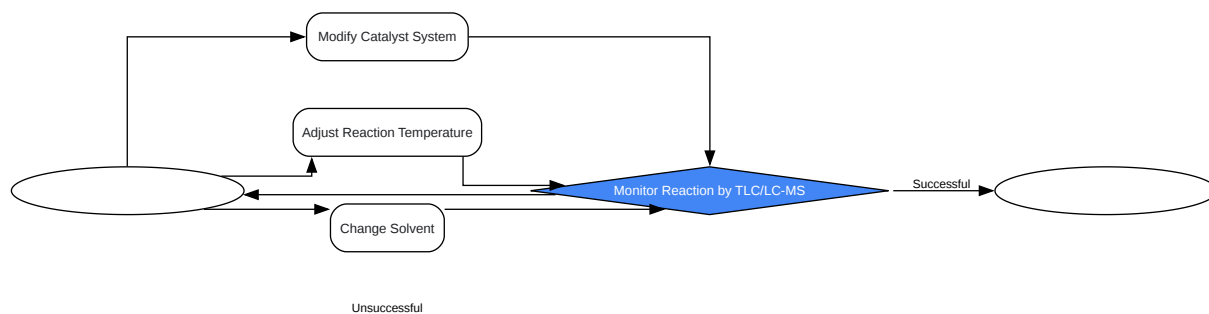 Modify Catalyst System
Adjust Reaction Temperature
Monitor Reaction by TLC/LC-MS
Successful
Change Solvent
Unsuccessful